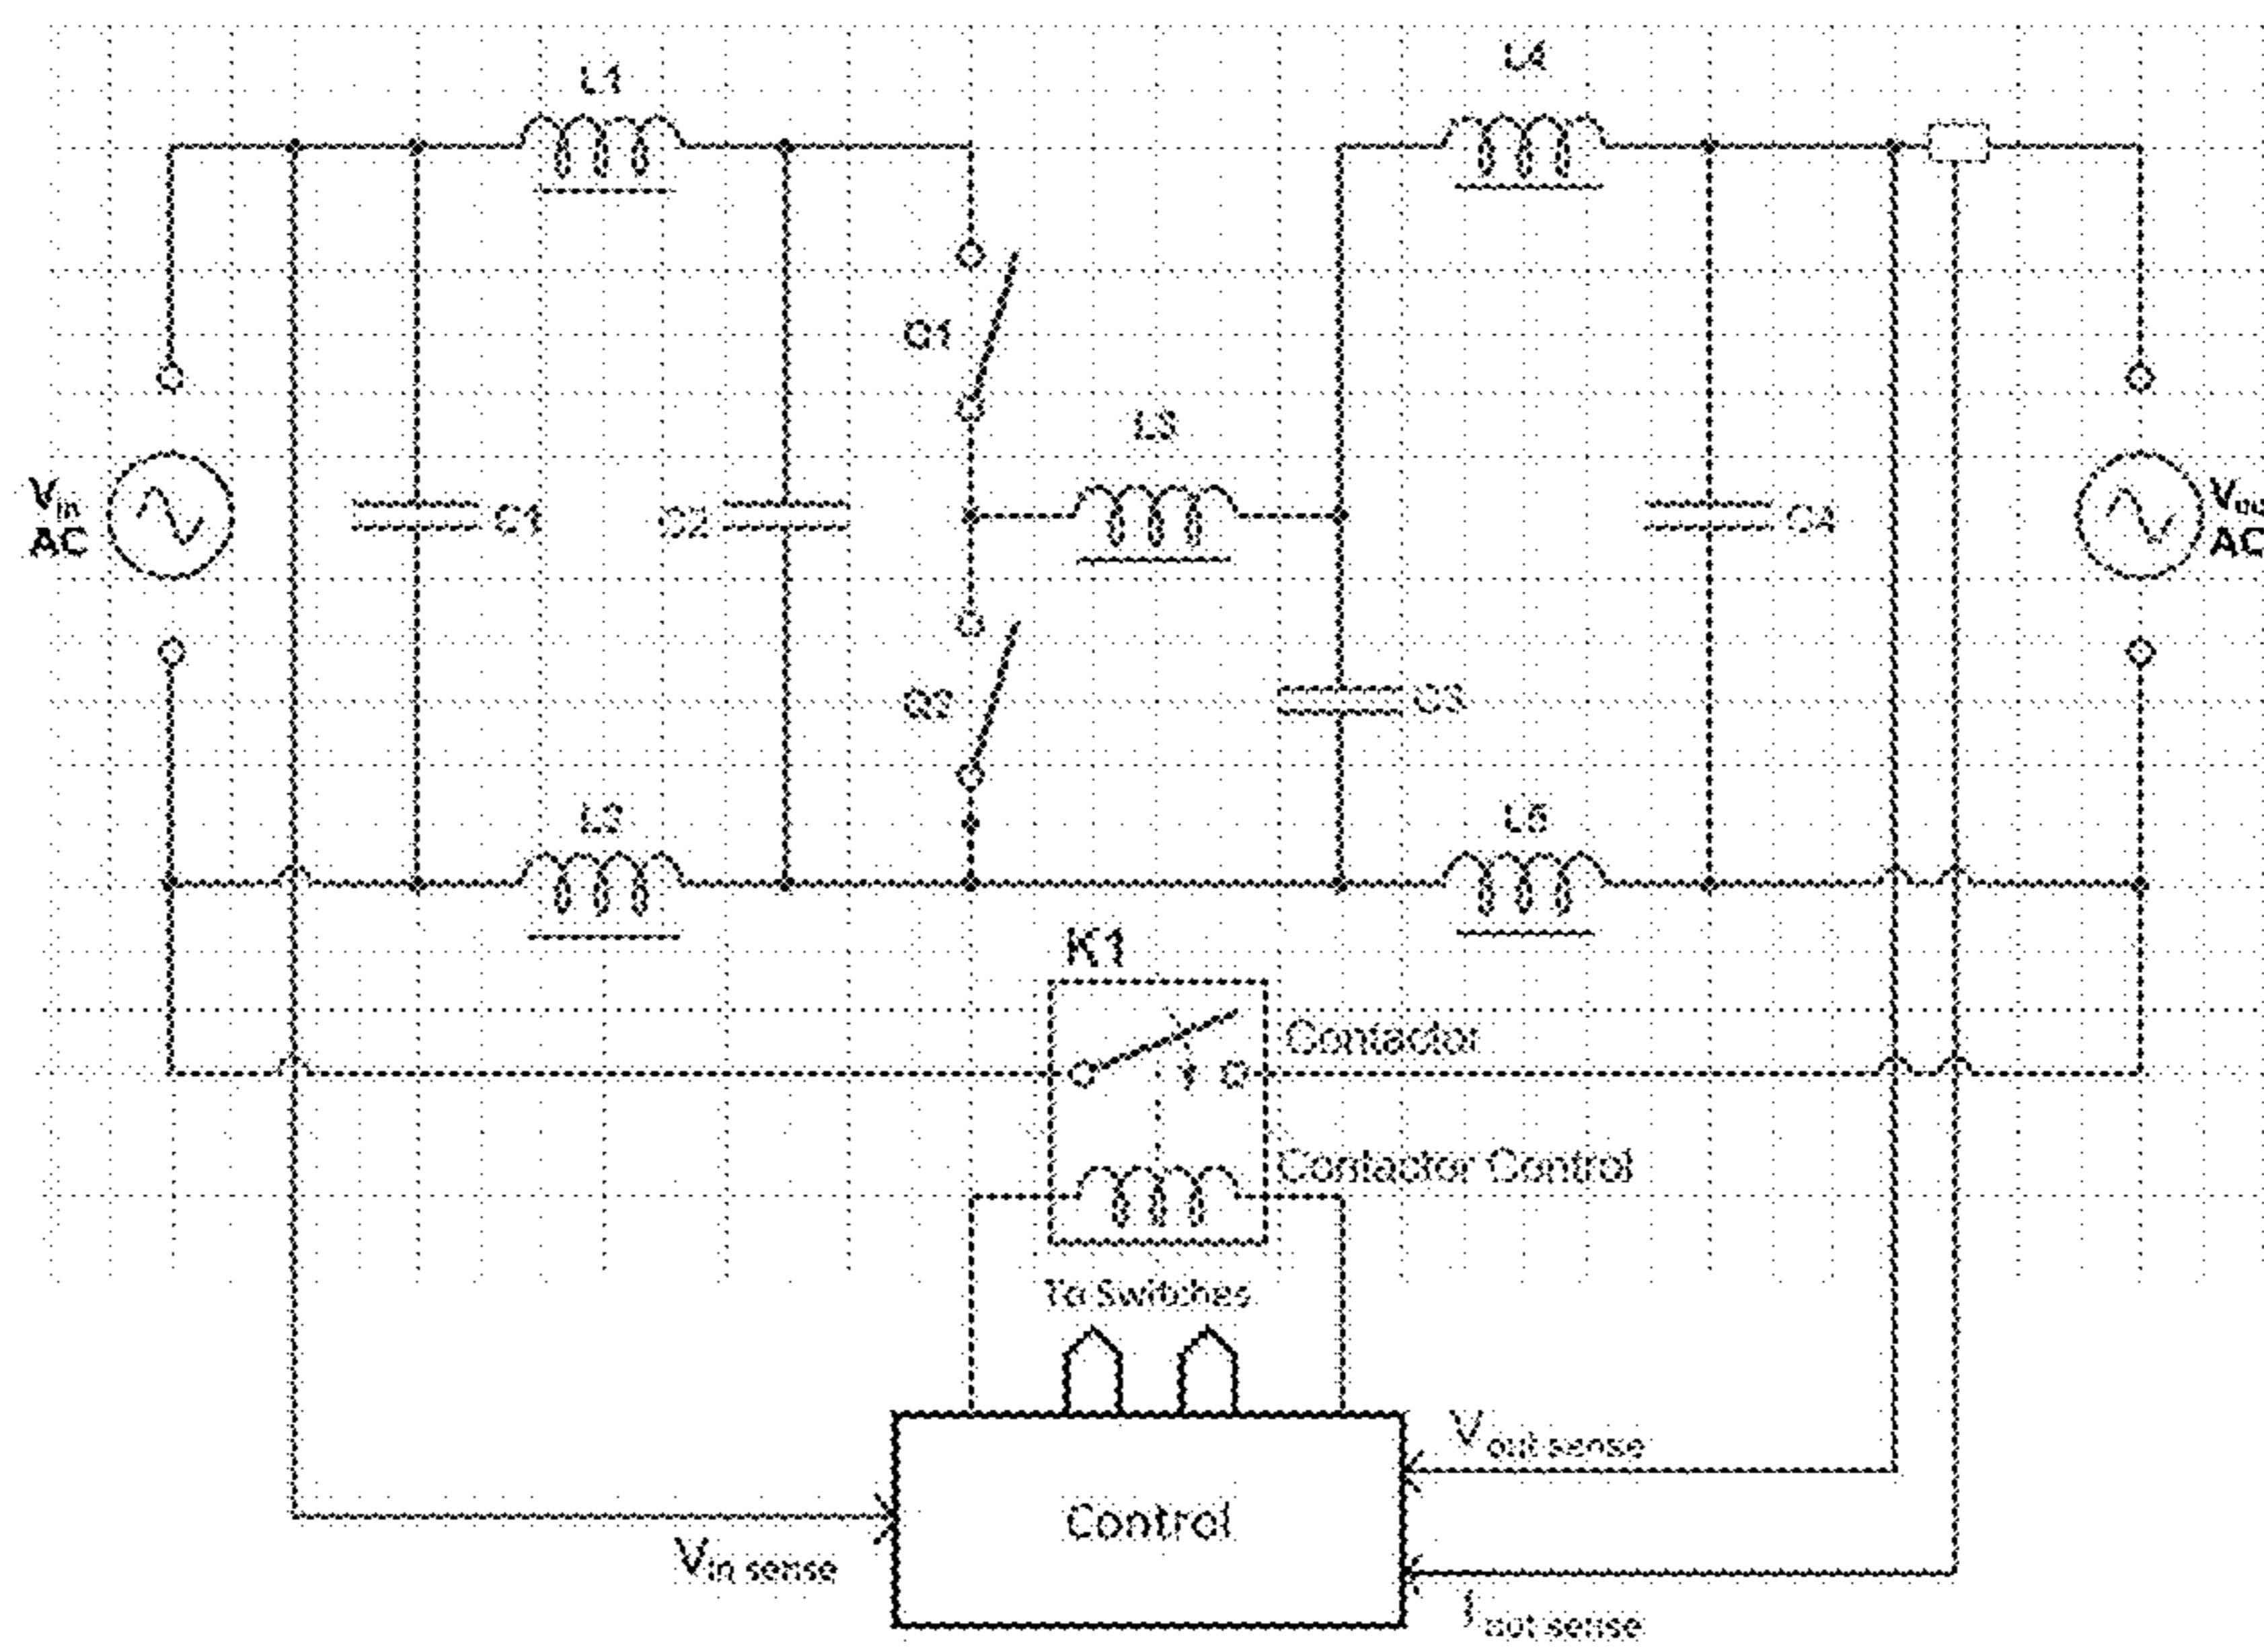 L1
L4
Q1
L3
Vin
AC
C1
C2
C4
Vou
AC
Q2
C3
L2
L5
K1
Contactor
Contactor Control
To Switches
Vout sense
Control
Vin sense
Iout sense